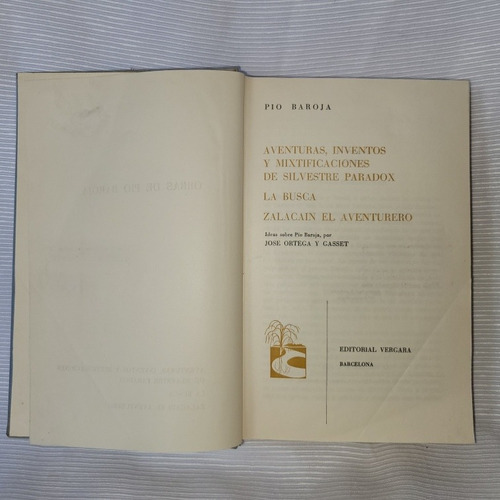 PIO BAROJA
AVENTURAS, INVENTOS
Y MIXTIFICACIONES
DE SILVESTRE PARADOX
LA BUSCA
ZALACAIN EL AVENTURERO
Ideas sobre Pío Baroja, por
JOSE ORTEGA Y GASSET
EDITORIAL VERGARA
BARCELONA